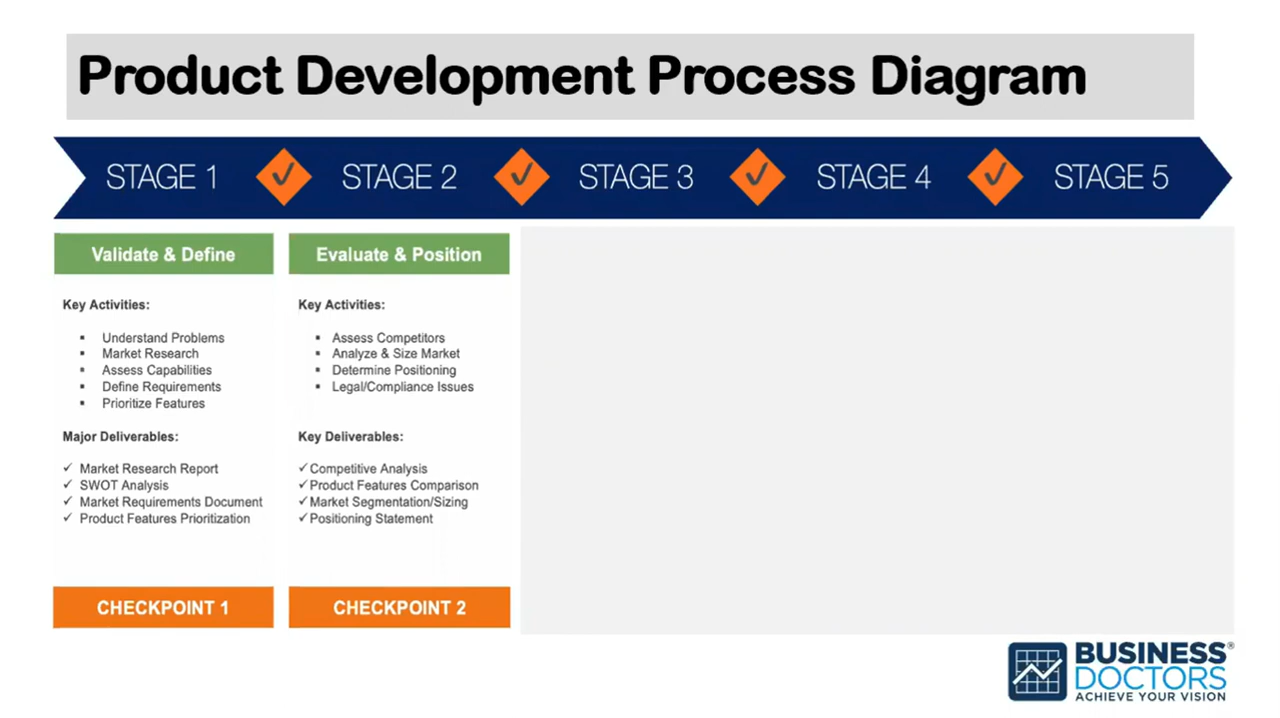 Product Development Process Diagram
STAGE 1 STAGE 2 STAGE 3 STAGE 4 STAGE 5
Validate & Define
Key Activities:
▪ Understand Problems
▪ Market Research
▪ Assess Capabilities
▪ Define Requirements
▪ Prioritize Features
Major Deliverables:
✓ Market Research Report
✓ SWOT Analysis
✓ Market Requirements Document
✓ Product Features Prioritization
CHECKPOINT 1
Evaluate & Position
Key Activities:
▪ Assess Competitors
▪ Analyze & Size Market
▪ Determine Positioning
▪ Legal/Compliance Issues
Key Deliverables:
✓ Competitive Analysis
✓ Product Features Comparison
✓ Market Segmentation/Sizing
✓ Positioning Statement
CHECKPOINT 2
BUSINESS®
DOCTORS
ACHIEVE YOUR VISION